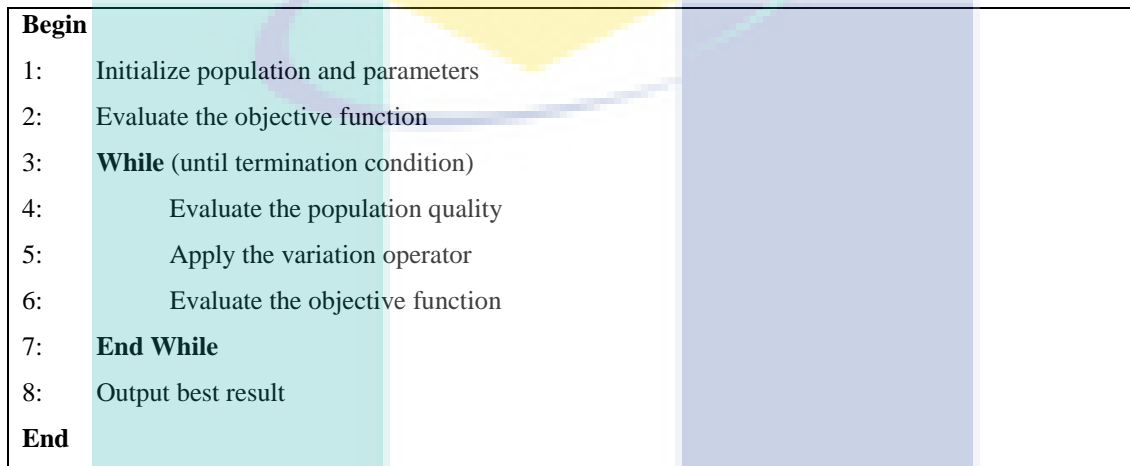 Begin
1: Initialize population and parameters
2: Evaluate the objective function
3: While (until termination condition)
4: Evaluate the population quality
5: Apply the variation operator
6: Evaluate the objective function
7: End While
8: Output best result
End